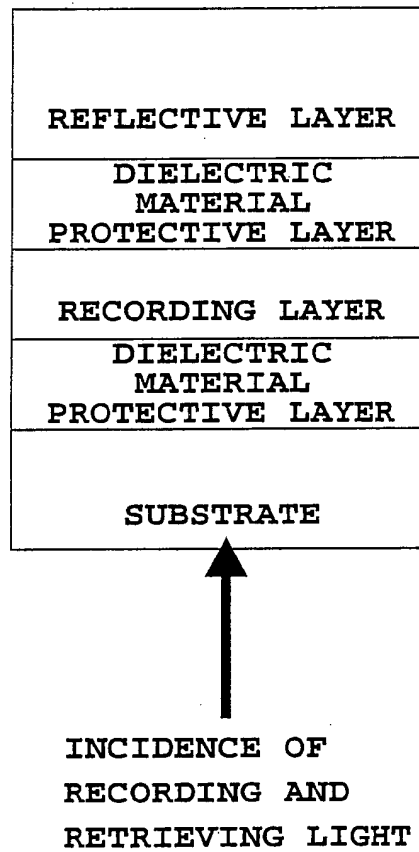 REFLECTIVE LAYER
DIELECTRIC
MATERIAL
PROTECTIVE LAYER
RECORDING LAYER
DIELECTRIC
MATERIAL
PROTECTIVE LAYER
SUBSTRATE
INCIDENCE OF
RECORDING AND
RETRIEVING LIGHT